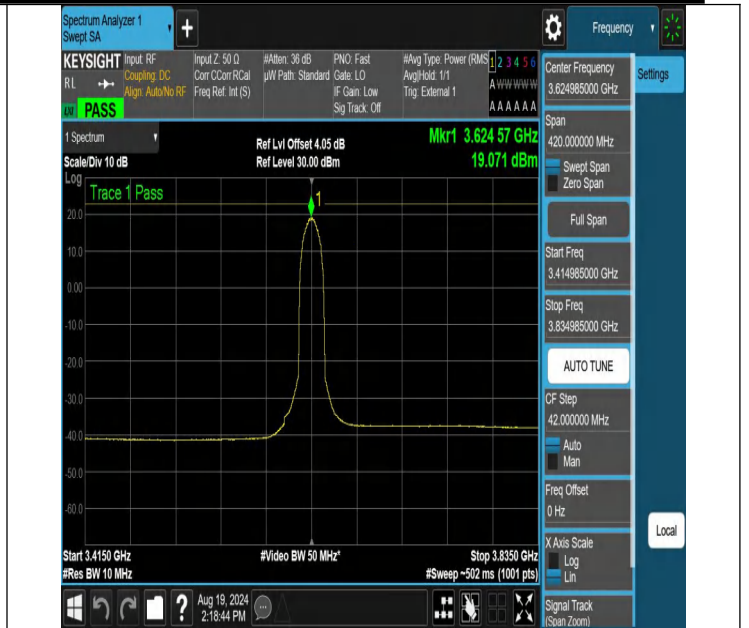 Spectrum Analyzer 1
Swept SA
+
Frequency
KEYSIGHT
RL
PASS
Input: RF
Coupling: DC
Align: Auto/No RF
Input Z: 50 Ω
Corr CCorr RCal
Freq Ref: Int (S)
#Atten: 36 dB
µW Path: Standard
PNO: Fast
Gate: LO
IF Gain: Low
Sig Track: Off
#Avg Type: Power (RMS
Avg|Hold: 1/1
Trig: External 1
1 2 3 4 5 6
A W W W W W
A A A A A A
1 Spectrum
Scale/Div 10 dB
Ref Lvl Offset 4.05 dB
Ref Level 30.00 dBm
Mkr1 3.624 57 GHz
19.071 dBm
Log
Trace 1 Pass
1
20.0
10.0
0.00
-10.0
-20.0
-30.0
-40.0
-50.0
-60.0
Start 3.4150 GHz
#Res BW 10 MHz
#Video BW 50 MHz*
Stop 3.8350 GHz
#Sweep ~502 ms (1001 pts)
?
Aug 19, 2024
2:18:44 PM
Center Frequency
3.624985000 GHz
Settings
Span
420.000000 MHz
Swept Span
Zero Span
Full Span
Start Freq
3.414985000 GHz
Stop Freq
3.834985000 GHz
AUTO TUNE
CF Step
42.000000 MHz
Auto
Man
Freq Offset
0 Hz
X Axis Scale
Log
Lin
Local
Signal Track
(Span Zoom)